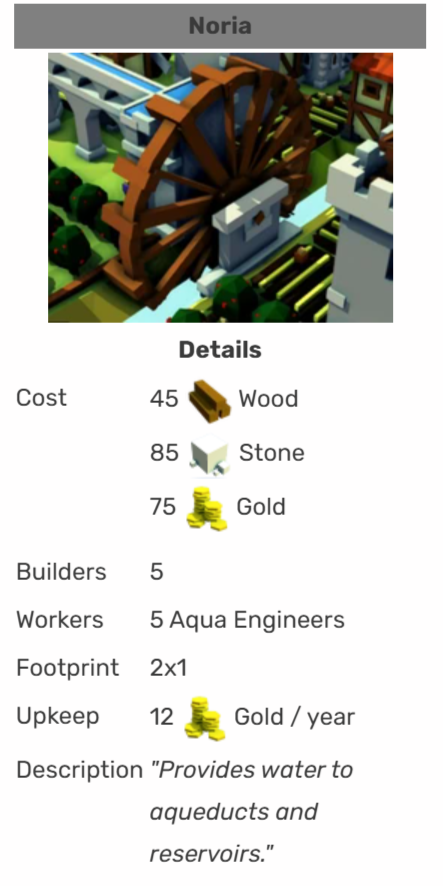 Noria
Details
Cost 45 Wood
85 Stone
75 Gold
Builders 5
Workers 5 Aqua Engineers
Footprint 2x1
Upkeep 12 Gold / year
Description "Provides water to
aqueducts and
reservoirs."